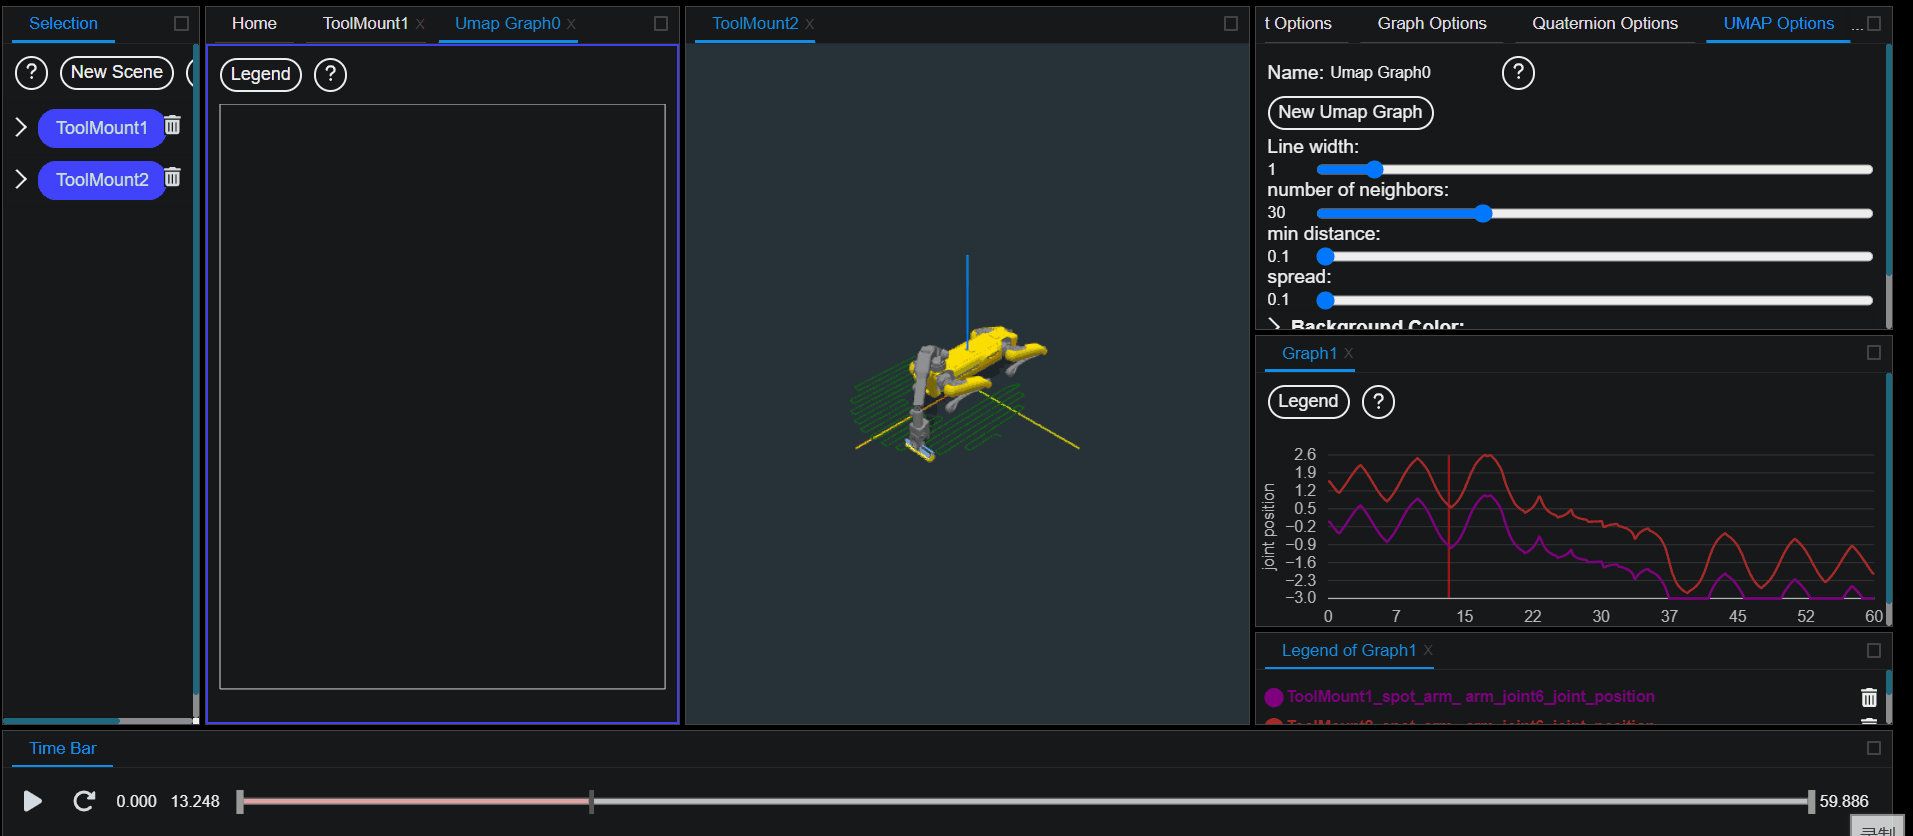 Selection
? New Scene
ToolMount1
ToolMount2
Home ToolMount1 x Umap Graph0 x
Legend ?
ToolMount2 x
t Options Graph Options Quaternion Options UMAP Options ...
Name: Umap Graph0 ?
New Umap Graph
Line width:
1
number of neighbors:
30
min distance:
0.1
spread:
0.1
Background Color:
Graph1 x
Legend ?
joint position
2.6
1.9
1.2
0.5
−0.2
−0.9
−1.6
−2.3
−3.0
0 7 15 22 30 37 45 52 60
Legend of Graph1 x
ToolMount1_spot_arm_ arm_joint6_joint_position
ToolMount2_spot_arm_ arm_joint6_joint_position
Time Bar
0.000 13.248 59.886
录制